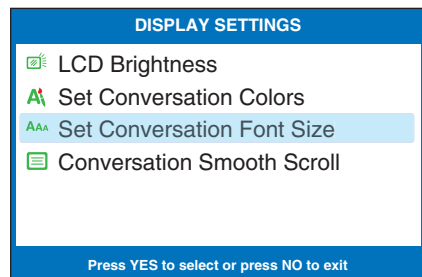 DISPLAY SETTINGS
LCD Brightness
Set Conversation Colors
Set Conversation Font Size
Conversation Smooth Scroll
Press YES to select or press NO to exit